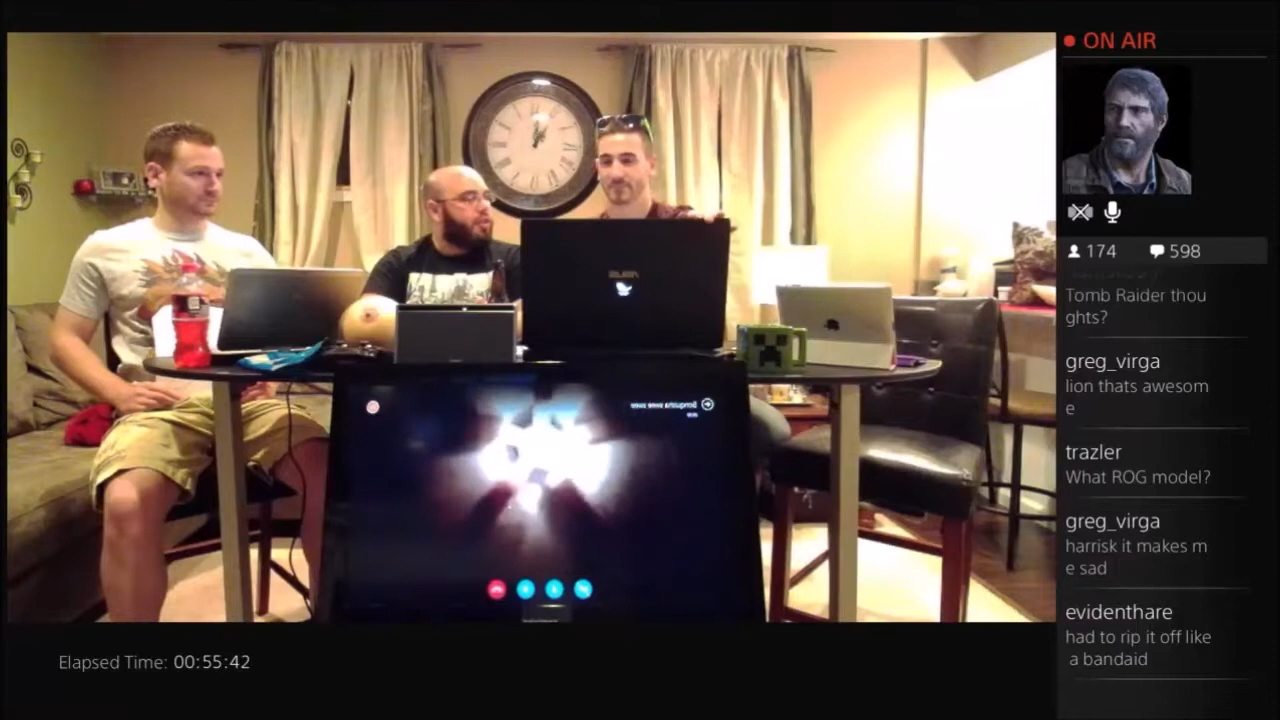 ON AIR
174 598
Tomb Raider thou
ghts?
greg_virga
lion thats awesom
e
trazler
What ROG model?
greg_virga
harrisk it makes m
e sad
evidenthare
had to rip it off like
a bandaid
Elapsed Time: 00:55:42